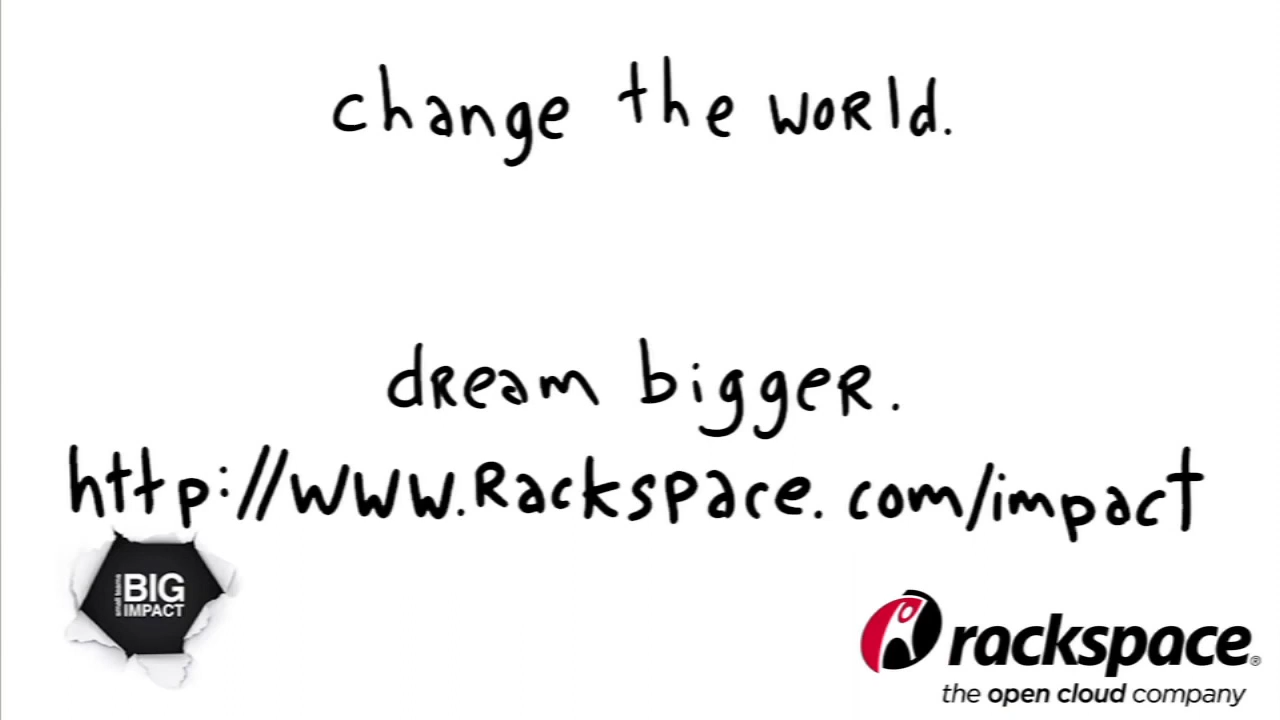 change the world.
dream bigger.
http://www.Rackspace.com/impact
small teams
BIG
IMPACT
rackspace®
the open cloud company